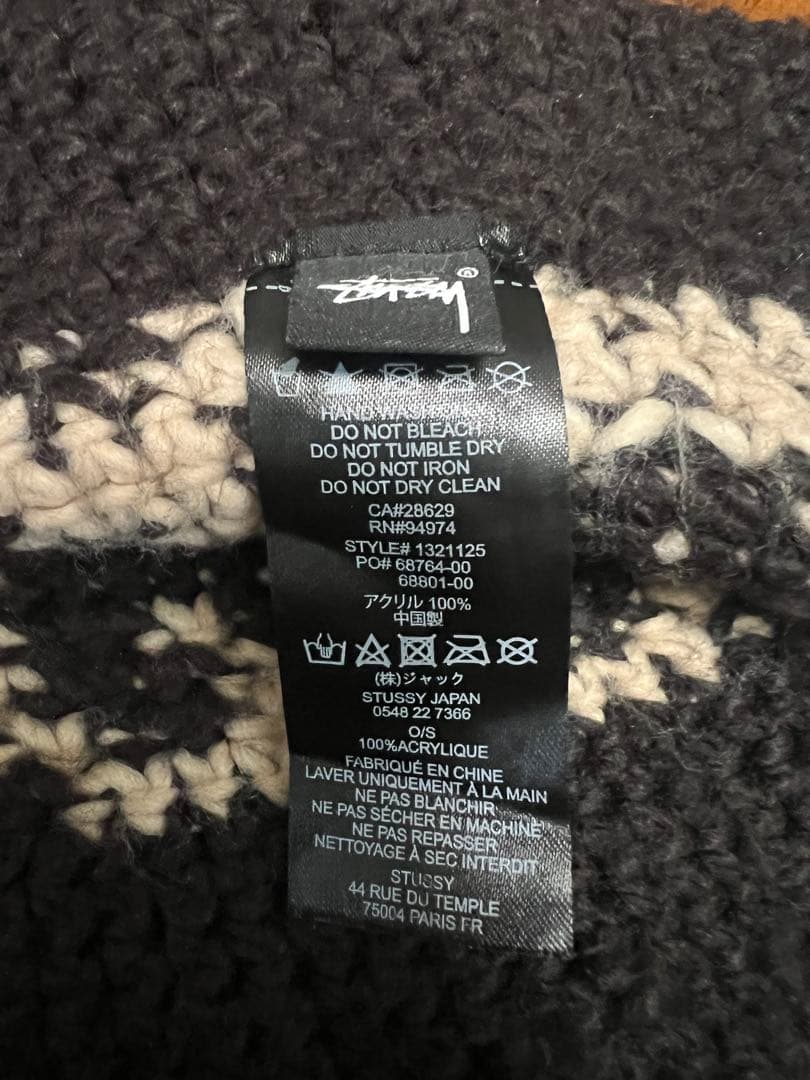 STÜSSY ®
HAND WASH
DO NOT BLEACH
DO NOT TUMBLE DRY
DO NOT IRON
DO NOT DRY CLEAN
CA#28629
RN#94974
STYLE# 1321125
PO# 68764-00
68801-00
アクリル 100%
中国製
(株)ジャック
STUSSY JAPAN
0548 22 7366
O/S
100%ACRYLIQUE
FABRIQUÉ EN CHINE
LAVER UNIQUEMENT À LA MAIN
NE PAS BLANCHIR
NE PAS SÉCHER EN MACHINE
NE PAS REPASSER
NETTOYAGE À SEC INTERDIT
STUSSY
44 RUE DU TEMPLE
75004 PARIS FR